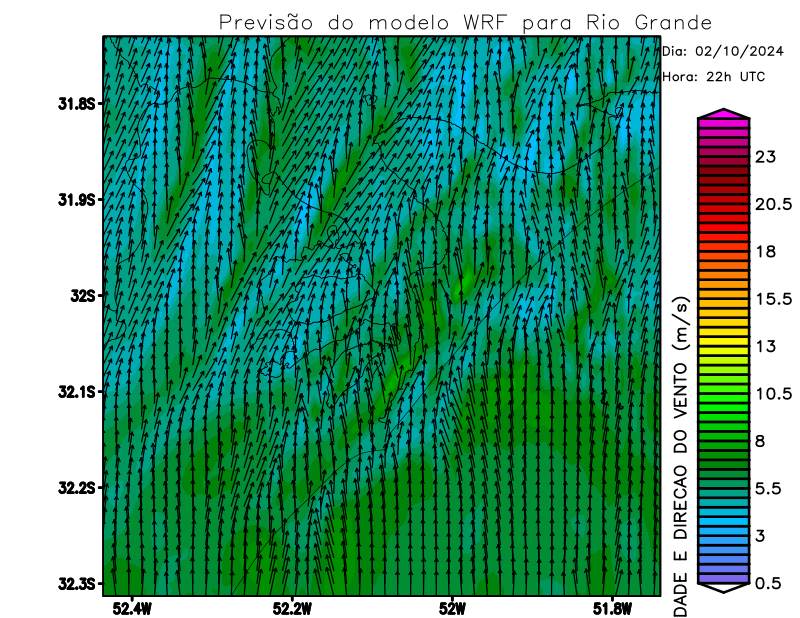 Previsão do modelo WRF para Rio Grande
Dia: 02/10/2024
Hora: 22h UTC
31.8S
31.9S
32S
32.1S
32.2S
32.3S
52.4W
52.2W
52W
51.8W
23
20.5
18
15.5
13
10.5
8
5.5
3
0.5
DADE E DIRECAO DO VENTO (m/s)